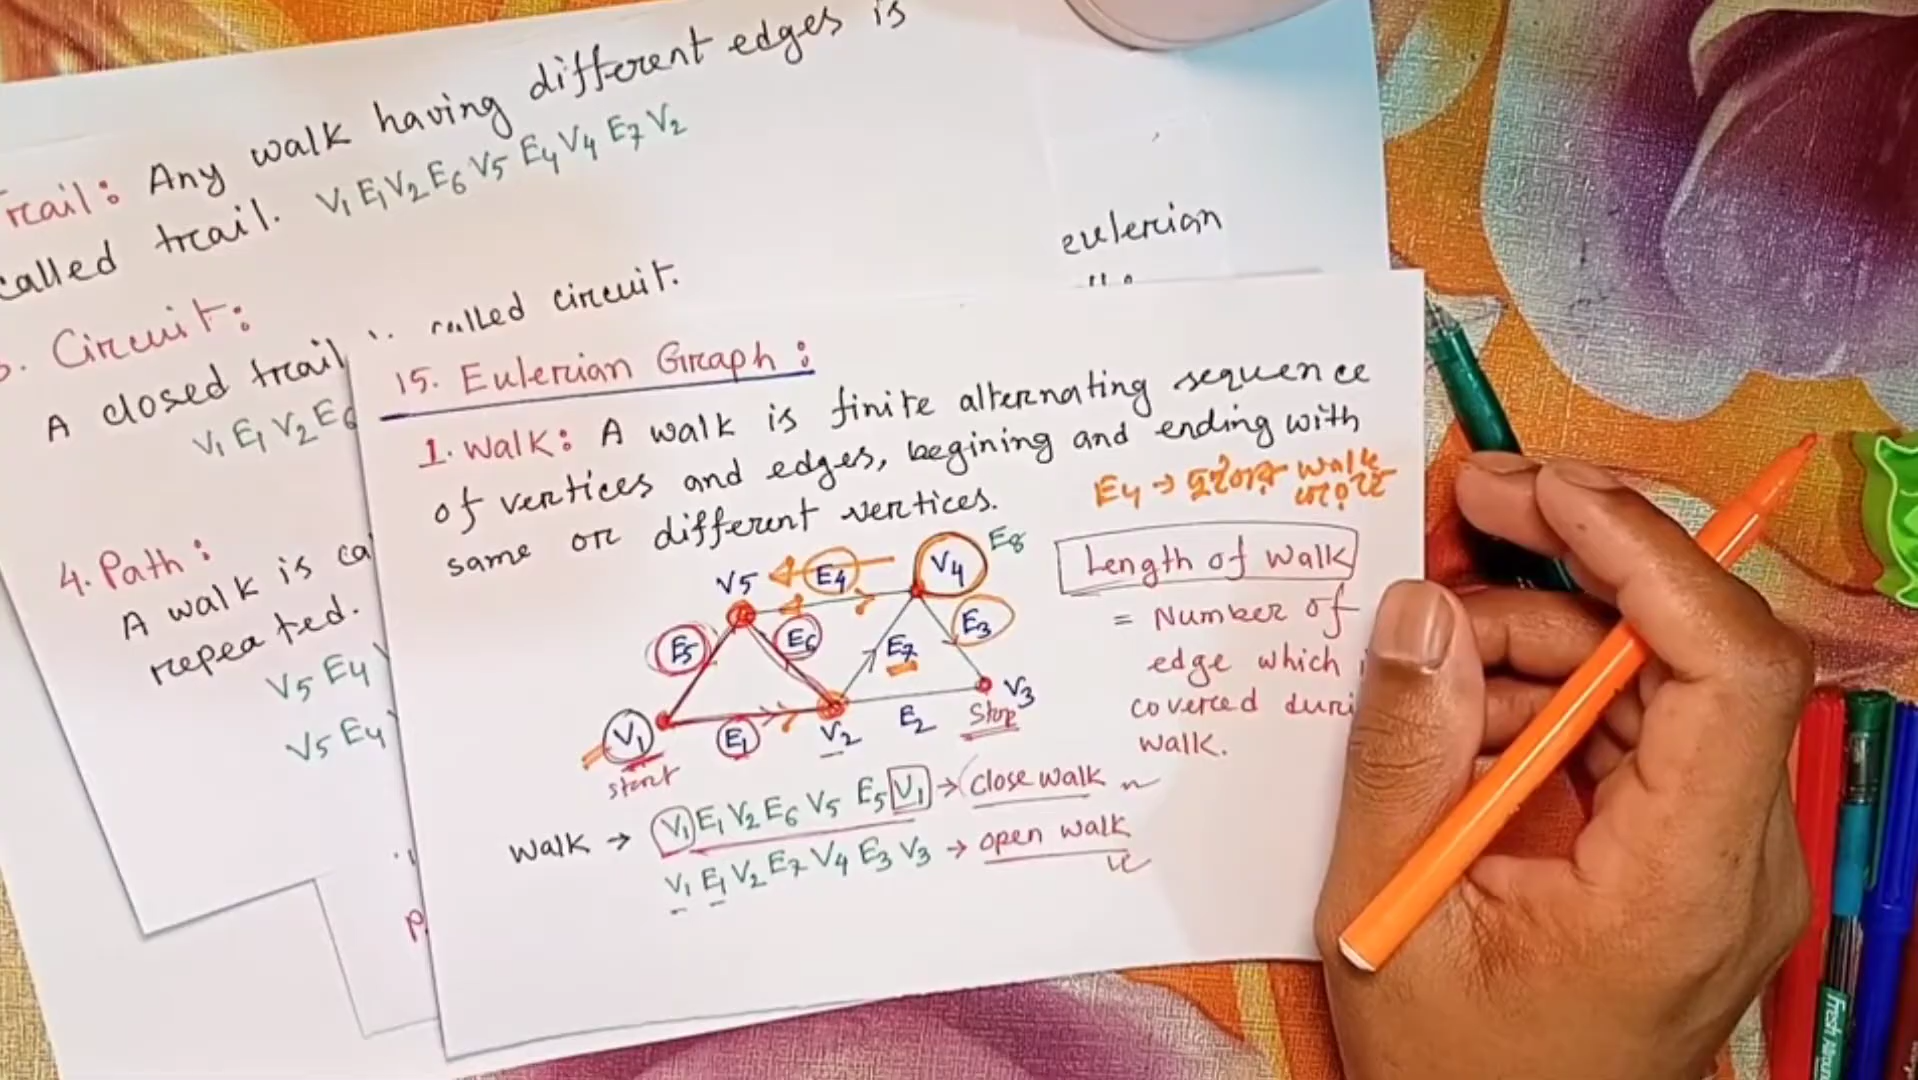 Trail: Any walk having different edges is
called trail. V1 E1 V2 E6 V5 E4 V4 E7 V2
eulerian
Circuit:
A closed trail called circuit.
V1 E1 V2 E6
4. Path:
A walk is ca
repeated.
V5 E4
V5 E4
15. Eulerian Graph:
1. Walk: A walk is finite alternating sequence
of vertices and edges, begining and ending with
same or different vertices.
E4 → walk
V5 E4 V4 E8
E5 E6 E7 E3
V1 E1 V2 E2 V3
start
Stop
Length of walk
= Number of
edge which
covered duri
walk.
Walk → V1 E1 V2 E6 V5 E5 V1 → close walk
V1 E1 V2 E7 V4 E3 V3 → open walk
P
Fresh